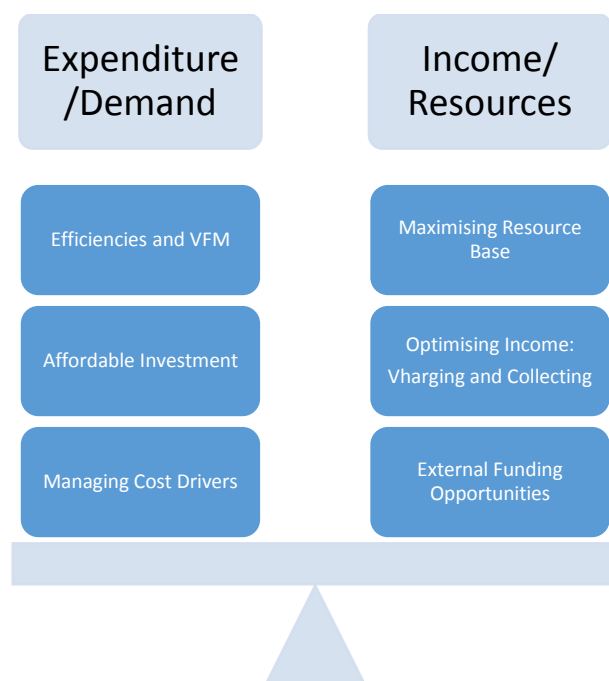 Expenditure
/Demand
Income/
Resources
Efficiencies and VFM
Maximising Resource
Base
Affordable Investment
Optimising Income:
Vharging and Collecting
Managing Cost Drivers
External Funding
Opportunities